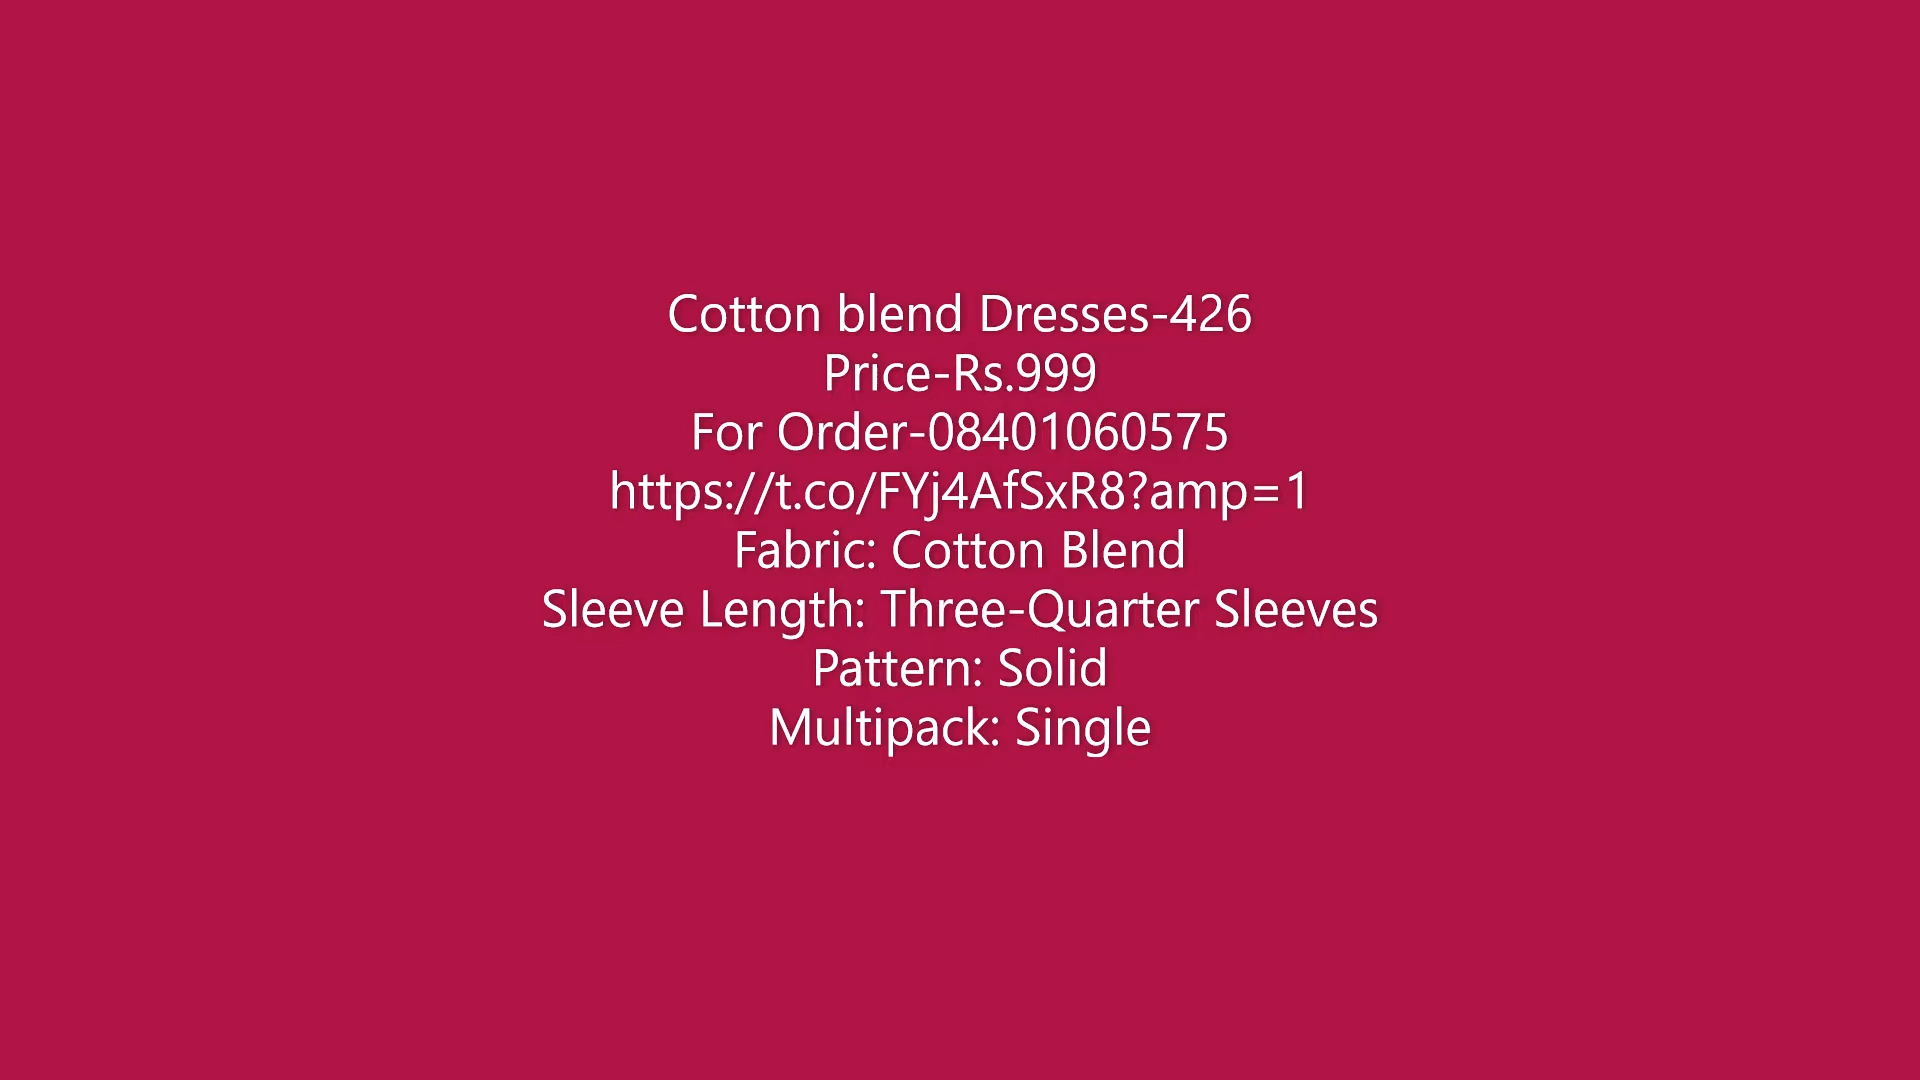 Cotton blend Dresses-426
Price-Rs.999
For Order-08401060575
https://t.co/FYj4AfSxR8?amp=1
Fabric: Cotton Blend
Sleeve Length: Three-Quarter Sleeves
Pattern: Solid
Multipack: Single